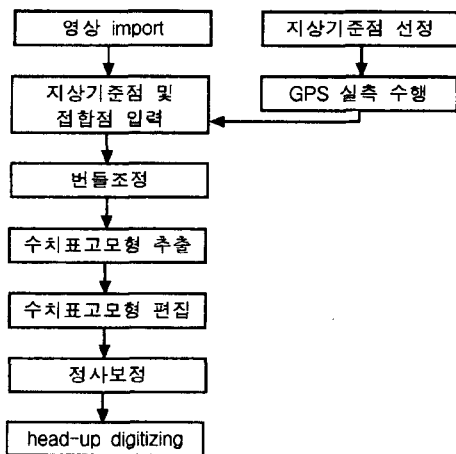 영상 import
지상기준점 선정
지상기준점 및
접합점 입력
GPS 실측 수행
번들조정
수치표고모형 추출
수치표고모형 편집
정사보정
head-up digitizing